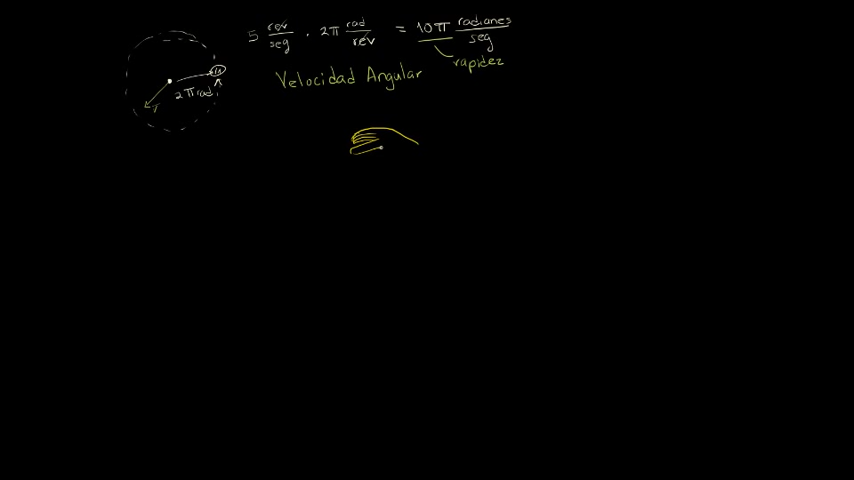 5 rev/seg · 2π rad/rev = 10π radianes/seg
rapidez
Velocidad Angular
2π rad
r